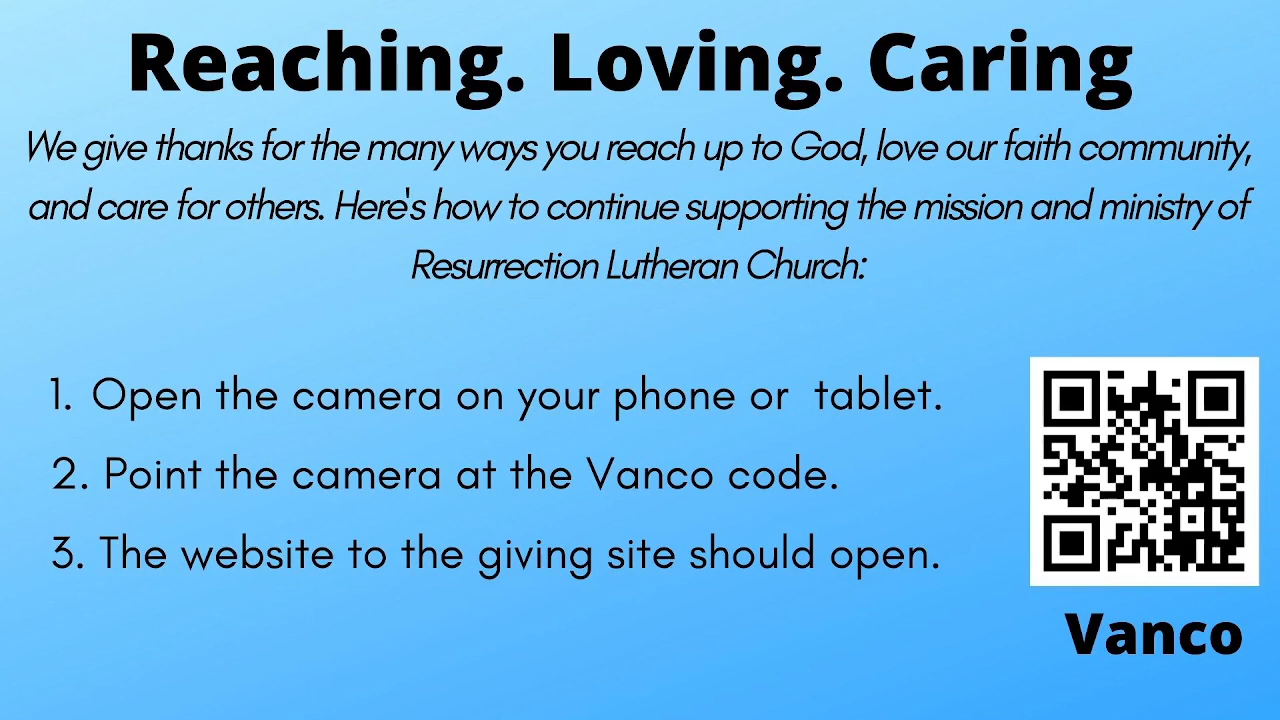 Reaching. Loving. Caring
We give thanks for the many ways you reach up to God, love our faith community,
and care for others. Here's how to continue supporting the mission and ministry of
Resurrection Lutheran Church:
1. Open the camera on your phone or tablet.
2. Point the camera at the Vanco code.
3. The website to the giving site should open.
Vanco